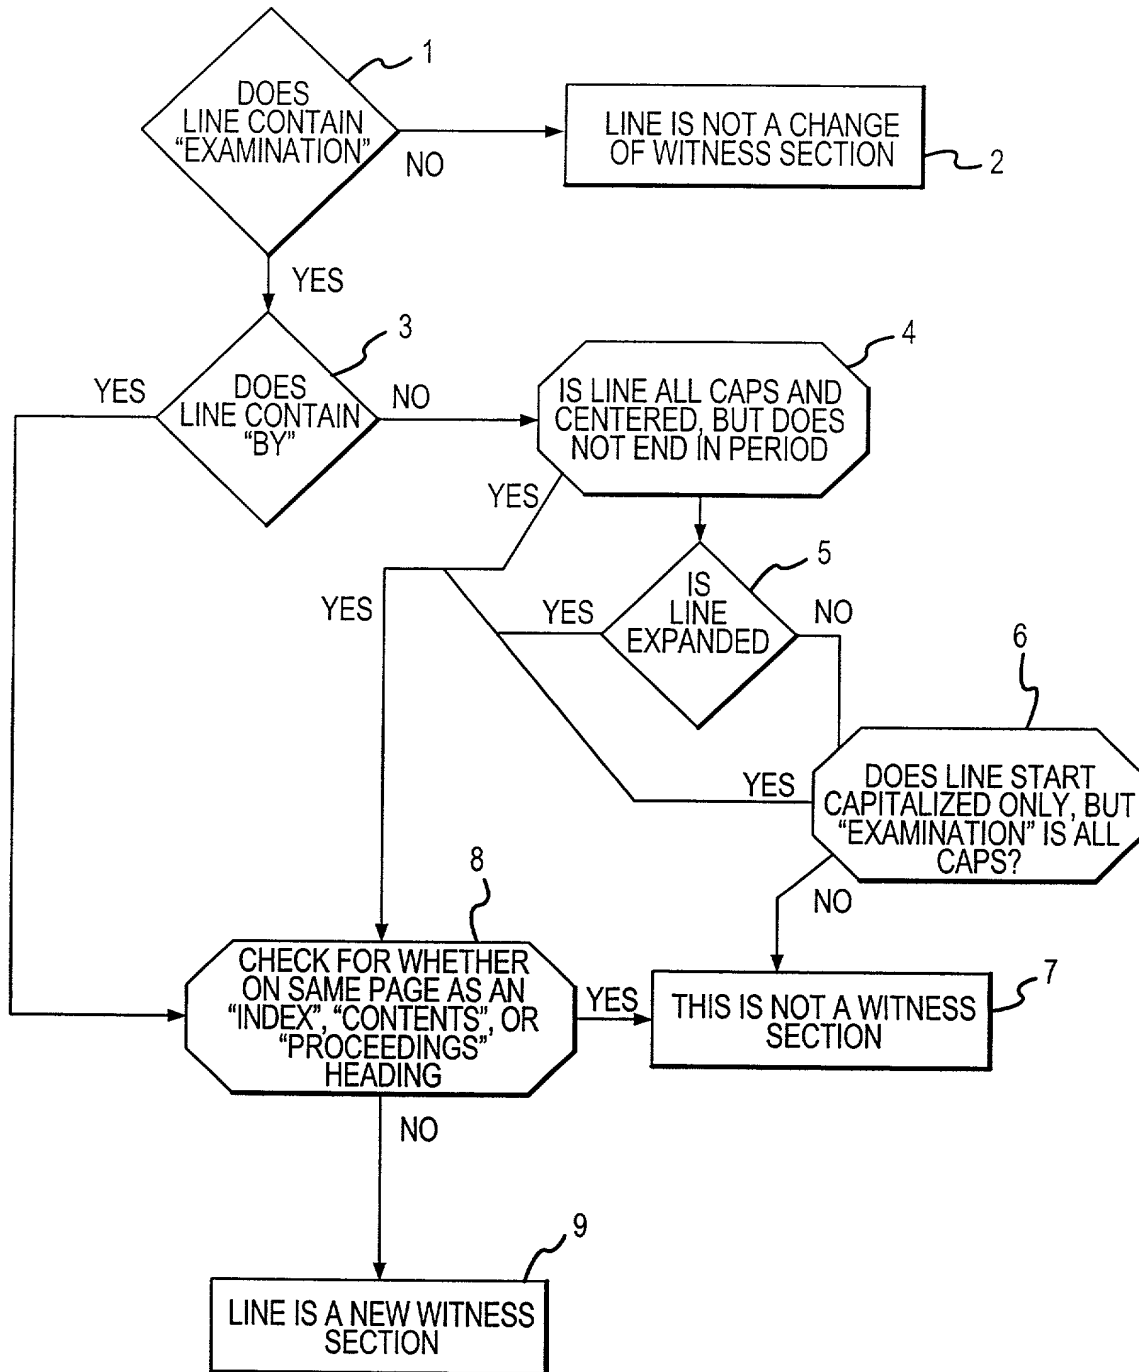 1
DOES
LINE CONTAIN
“EXAMINATION”
NO
LINE IS NOT A CHANGE
OF WITNESS SECTION
2
YES
3
YES
DOES
LINE CONTAIN
“BY”
NO
4
IS LINE ALL CAPS AND
CENTERED, BUT DOES
NOT END IN PERIOD
YES
5
IS
LINE
EXPANDED
YES
NO
YES
6
DOES LINE START
CAPITALIZED ONLY, BUT
“EXAMINATION” IS ALL
CAPS?
YES
NO
8
CHECK FOR WHETHER
ON SAME PAGE AS AN
“INDEX”, “CONTENTS”, OR
“PROCEEDINGS”
HEADING
YES
THIS IS NOT A WITNESS
SECTION
7
NO
9
LINE IS A NEW WITNESS
SECTION